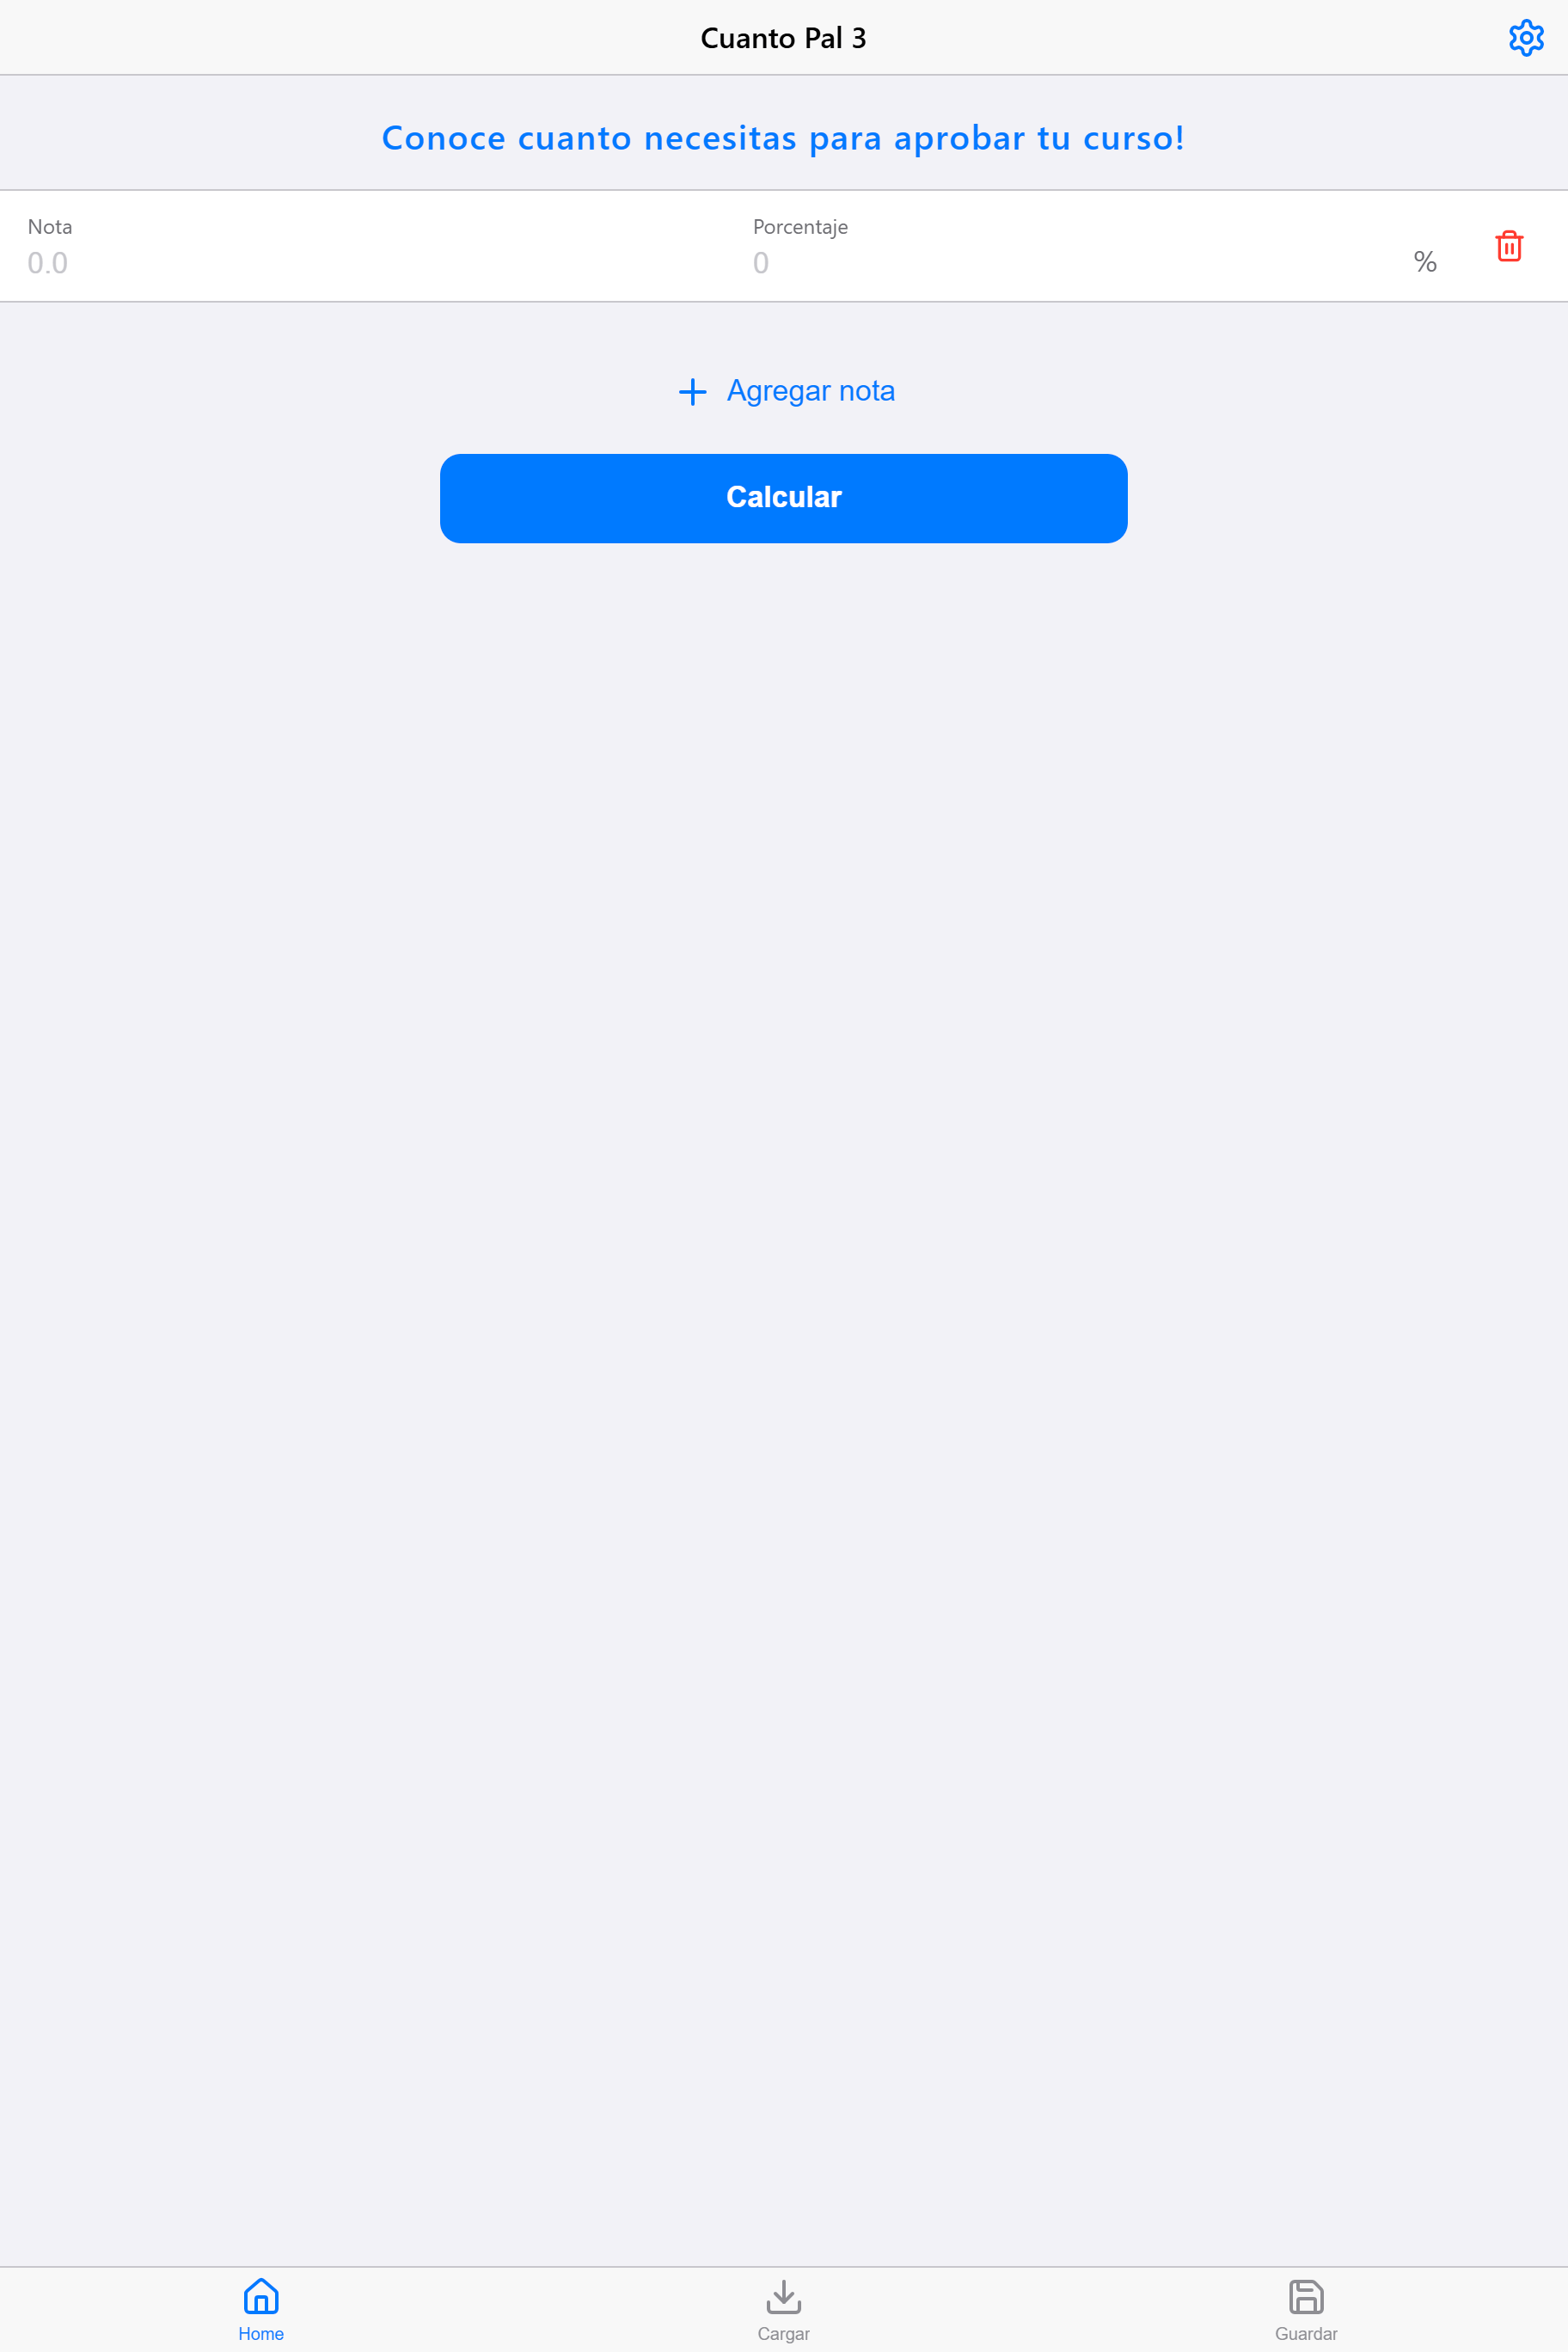 Cuanto Pal 3
Conoce cuanto necesitas para aprobar tu curso!
Nota
Porcentaje
0.0
0
%
Agregar nota
Calcular
Home
Cargar
Guardar